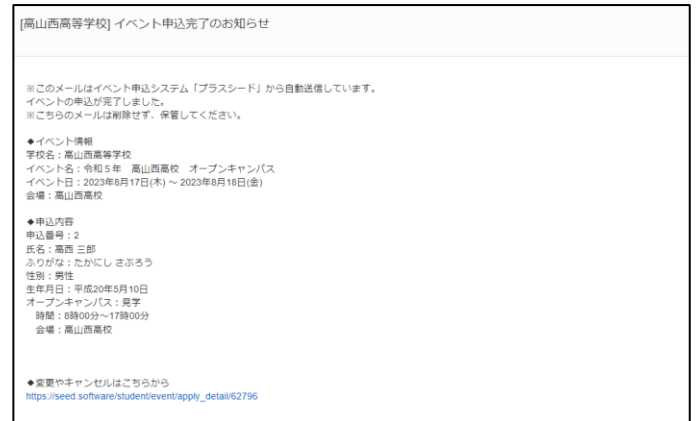 [高山西高等学校] イベント申込完了のお知らせ
※このメールはイベント申込システム「プラスシード」から自動送信しています。
イベントの申込が完了しました。
※こちらのメールは削除せず、保管してください。
◆イベント情報
学校名：高山西高等学校
イベント名：令和５年　高山西高校　オープンキャンパス
イベント日：2023年8月17日(木) ～ 2023年8月18日(金)
会場：高山西高校
◆申込内容
申込番号：2
氏名：高西 三郎
ふりがな：たかにし さぶろう
性別：男性
生年月日：平成20年5月10日
オープンキャンパス：見学
時間：8時00分～17時00分
会場：高山西高校
◆変更やキャンセルはこちらから
https://seed.software/student/event/apply_detail/62796